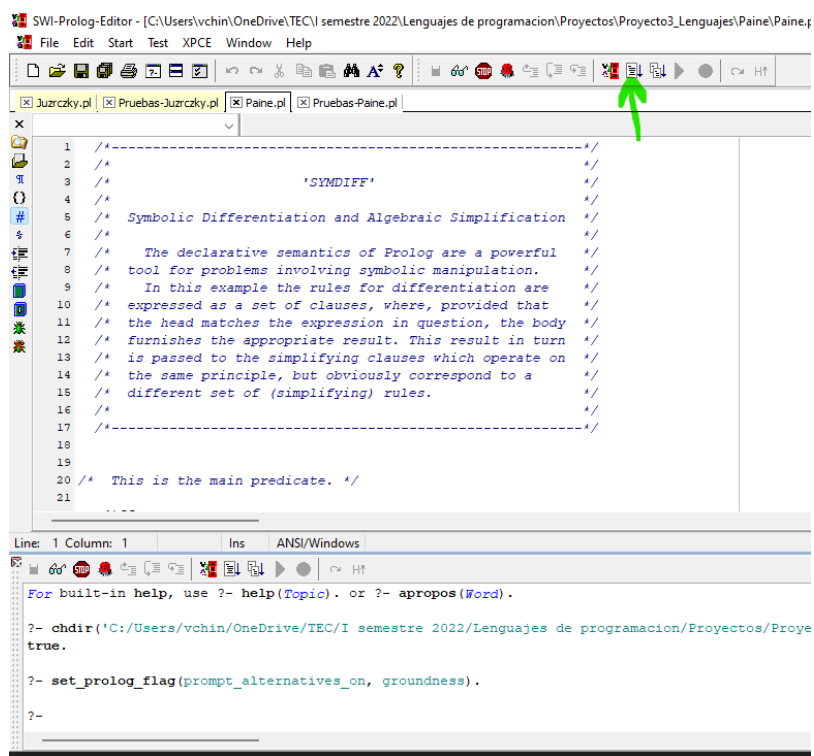 SWI-Prolog-Editor - [C:\Users\vchin\OneDrive\TEC\I semestre 2022\Lenguajes de programacion\Proyectos\Proyecto3_Lenguajes\Paine\Paine.p
File Edit Start Test XPCE Window Help
Juzrczky.pl Pruebas-Juzrczky.pl Paine.pl Pruebas-Paine.pl
1 /*---------------------------------------------------------*/
2 /* */
3 /* 'SYMDIFF' */
4 /* */
5 /* Symbolic Differentiation and Algebraic Simplification */
6 /* */
7 /* The declarative semantics of Prolog are a powerful */
8 /* tool for problems involving symbolic manipulation. */
9 /* In this example the rules for differentiation are */
10 /* expressed as a set of clauses, where, provided that */
11 /* the head matches the expression in question, the body */
12 /* furnishes the appropriate result. This result in turn */
13 /* is passed to the simplifying clauses which operate on */
14 /* the same principle, but obviously correspond to a */
15 /* different set of (simplifying) rules. */
16 /* */
17 /*---------------------------------------------------------*/
18
19
20 /* This is the main predicate. */
21
Line: 1 Column: 1 Ins ANSI/Windows
For built-in help, use ?- help(Topic). or ?- apropos(Word).
?- chdir('C:/Users/vchin/OneDrive/TEC/I semestre 2022/Lenguajes de programacion/Proyectos/Proye
true.
?- set_prolog_flag(prompt_alternatives_on, groundness).
?-